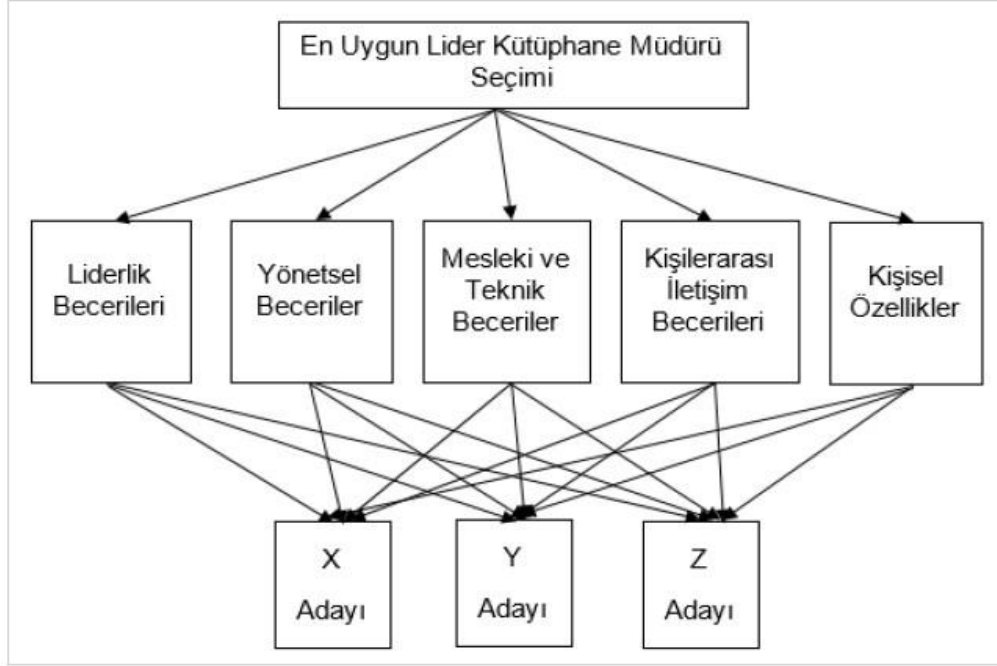 En Uygun Lider Kütüphane Müdürü
Seçimi
Liderlik
Becerileri
Yönetsel
Beceriler
Mesleki ve
Teknik
Beceriler
Kişilerarası
İletişim
Becerileri
Kişisel
Özellikler
X
Adayı
Y
Adayı
Z
Adayı